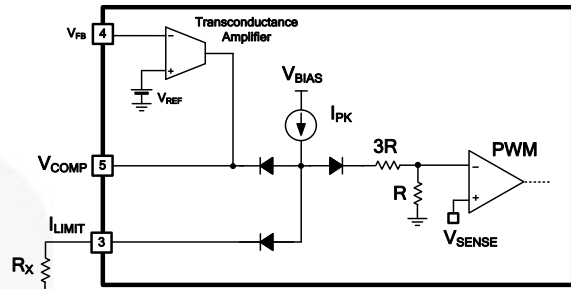 Transconductance
Amplifier
VFB
4
-
+
VREF
VBIAS
IPK
VCOMP
5
3R
R
PWM
-
+
VSENSE
ILIMIT
3
RX